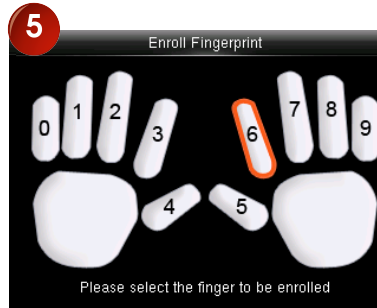 5
Enroll Fingerprint
0 1 2 3 4 5 6 7 8 9
Please select the finger to be enrolled